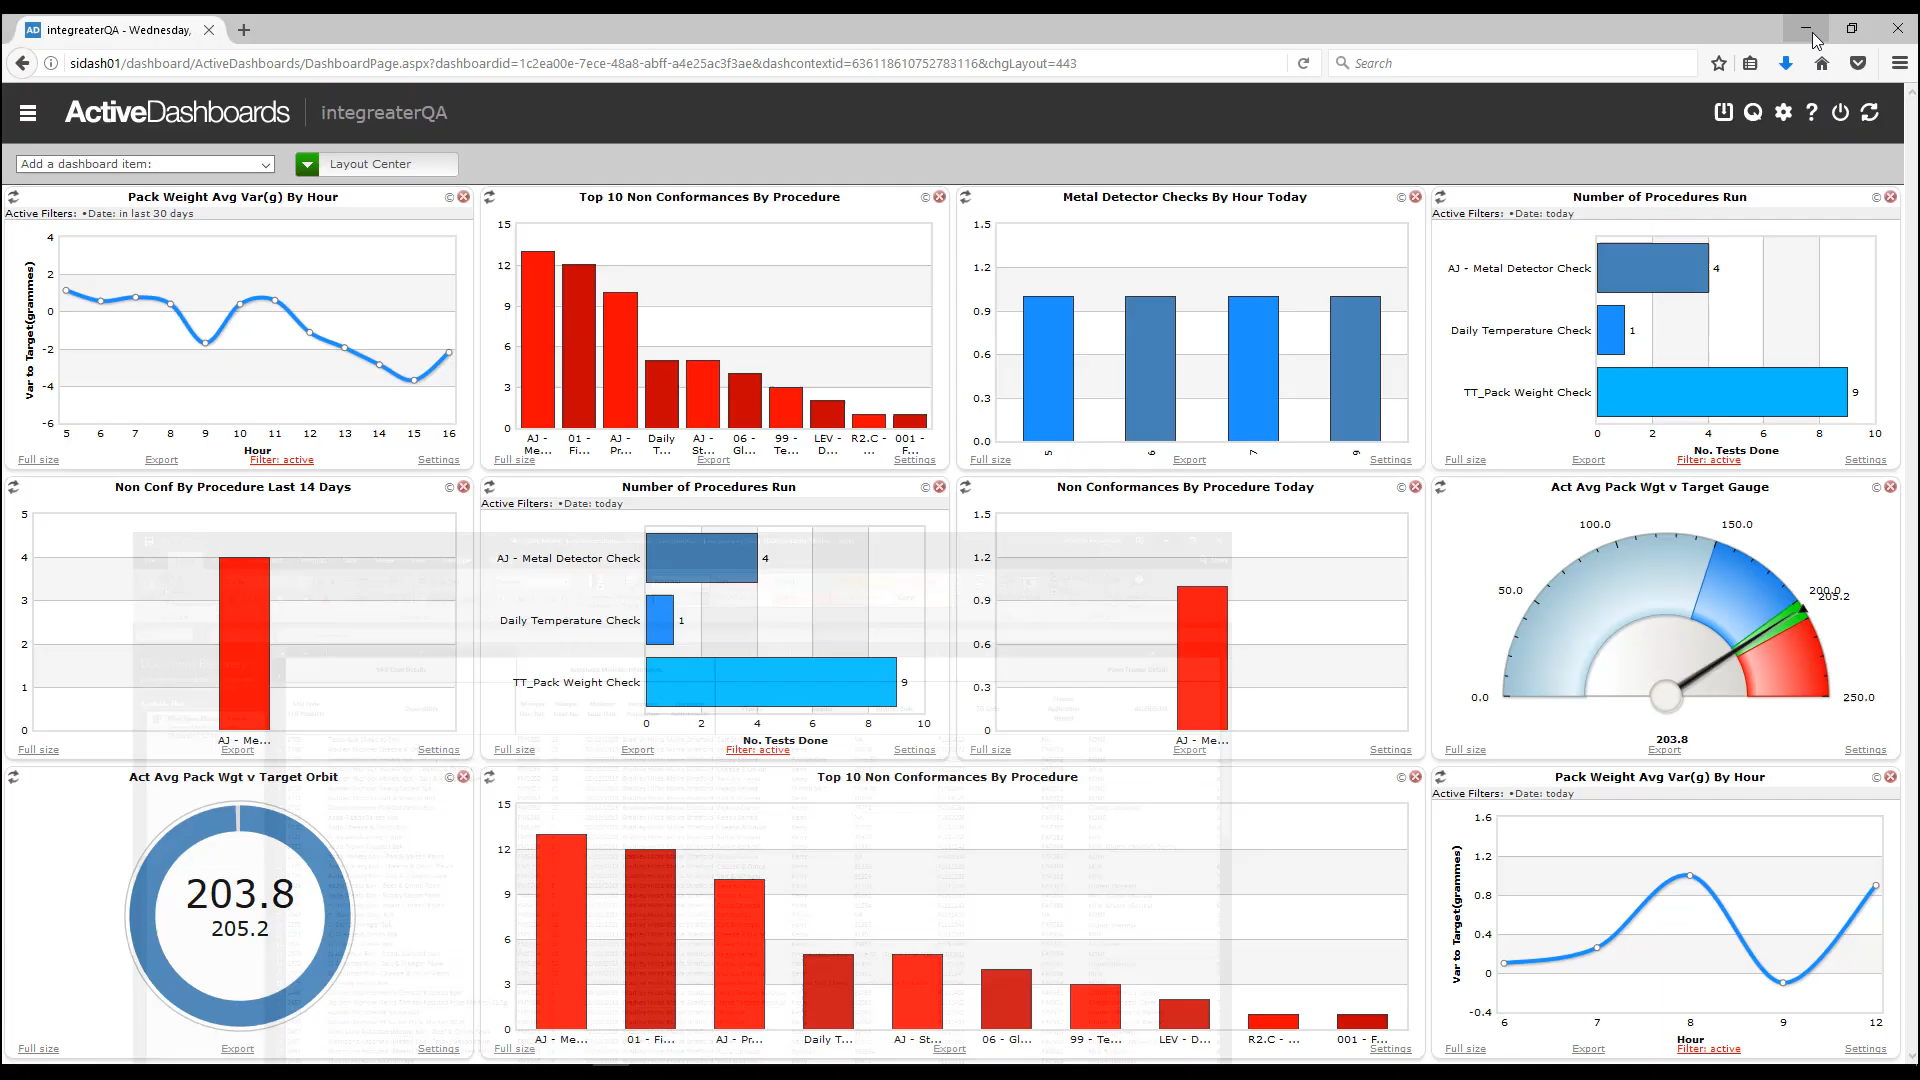 AD integreaterQA - Wednesday,
sidash01/dashboard/ActiveDashboards/DashboardPage.aspx?dashboardid=1c2ea00e-7ece-48a8-abff-a4e25ac3f3ae&dashcontextid=636118610752783116&chgLayout=443
Search
ActiveDashboards integreaterQA
Add a dashboard item:
Layout Center
Pack Weight Avg Var(g) By Hour
Active Filters: •Date: in last 30 days
Var to Target(grammes)
4
2
0
-2
-4
-6
5 6 7 8 9 10 11 12 13 14 15 16
Hour
Full size Export Filter: active Settings
Top 10 Non Conformances By Procedure
15
12
9
6
3
0
AJ - Me... 01 - Fi... AJ - Pr... Daily T... AJ - St... 06 - Gl... 99 - Te... LEV - D... R2.C - ... 001 - F...
Full size Export Settings
Metal Detector Checks By Hour Today
1.5
1.2
0.9
0.6
0.3
0.0
5 6 7 9
Full size Export Settings
Number of Procedures Run
Active Filters: •Date: today
AJ - Metal Detector Check 4
Daily Temperature Check 1
TT_Pack Weight Check 9
0 2 4 6 8 10
No. Tests Done
Full size Export Filter: active Settings
Non Conf By Procedure Last 14 Days
5
4
3
2
1
0
AJ - Me...
Full size Export Settings
Number of Procedures Run
Active Filters: •Date: today
AJ - Metal Detector Check 4
Daily Temperature Check 1
TT_Pack Weight Check 9
0 2 4 6 8 10
No. Tests Done
Full size Export Filter: active Settings
Non Conformances By Procedure Today
1.5
1.2
0.9
0.6
0.3
0
AJ - Me...
Full size Export Settings
Act Avg Pack Wgt v Target Gauge
0.0
50.0
100.0
150.0
200.0
205.2
250.0
203.8
Full size Export Settings
Act Avg Pack Wgt v Target Orbit
203.8
205.2
Full size Export Settings
Top 10 Non Conformances By Procedure
15
12
9
6
3
0
AJ - Me... 01 - Fi... AJ - Pr... Daily T... AJ - St... 06 - Gl... 99 - Te... LEV - D... R2.C - ... 001 - F...
Full size Export Settings
Pack Weight Avg Var(g) By Hour
Active Filters: •Date: today
Var to Target(grammes)
1.6
1.2
0.8
0.4
0
-0.4
6 7 8 9 12
Hour
Full size Export Filter: active Settings